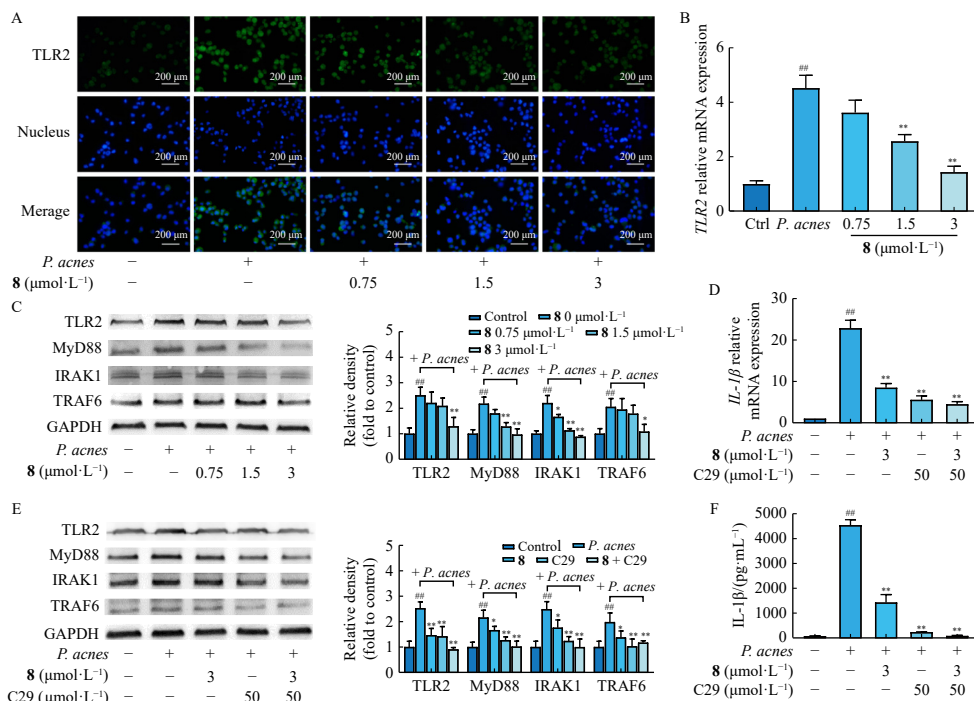 A
TLR2
200 μm 200 μm 200 μm 200 μm 200 μm
Nucleus
200 μm 200 μm 200 μm 200 μm 200 μm
Merage
200 μm 200 μm 200 μm 200 μm 200 μm
P. acnes − + + + +
8 (μmol·L⁻¹) − − 0.75 1.5 3
B
TLR2 relative mRNA expression
8
6
4
2
0
##
**
**
Ctrl P. acnes 0.75 1.5 3
8 (μmol·L⁻¹)
C
TLR2
MyD88
IRAK1
TRAF6
GAPDH
P. acnes − + + + +
8 (μmol·L⁻¹) − − 0.75 1.5 3
Relative density
(fold to control)
5
4
3
2
1
0
Control 8 0 μmol·L⁻¹
8 0.75 μmol·L⁻¹ 8 1.5 μmol·L⁻¹
8 3 μmol·L⁻¹
+ P. acnes
+ P. acnes + P. acnes + P. acnes
## ** ## ** ** ## * ** ** ## *
TLR2 MyD88 IRAK1 TRAF6
D
IL-1β relative
mRNA expression
30
20
10
0
##
** ** **
P. acnes − + + + +
8 (μmol·L⁻¹) − − 3 − 3
C29 (μmol·L⁻¹) − − − 50 50
E
TLR2
MyD88
IRAK1
TRAF6
GAPDH
P. acnes − + + + +
8 (μmol·L⁻¹) − − 3 − 3
C29 (μmol·L⁻¹) − − − 50 50
Relative density
(fold to control)
5
4
3
2
1
0
Control P. acnes
8 C29 8 + C29
+ P. acnes
+ P. acnes + P. acnes + P. acnes
## ** ** ** ## * ** ** ## * ** ** ## * ** **
TLR2 MyD88 IRAK1 TRAF6
F
IL-1β/(pg·mL⁻¹)
5000
4000
3000
2000
1000
0
##
**
** **
P. acnes − + + + +
8 (μmol·L⁻¹) − − 3 − 3
C29 (μmol·L⁻¹) − − − 50 50